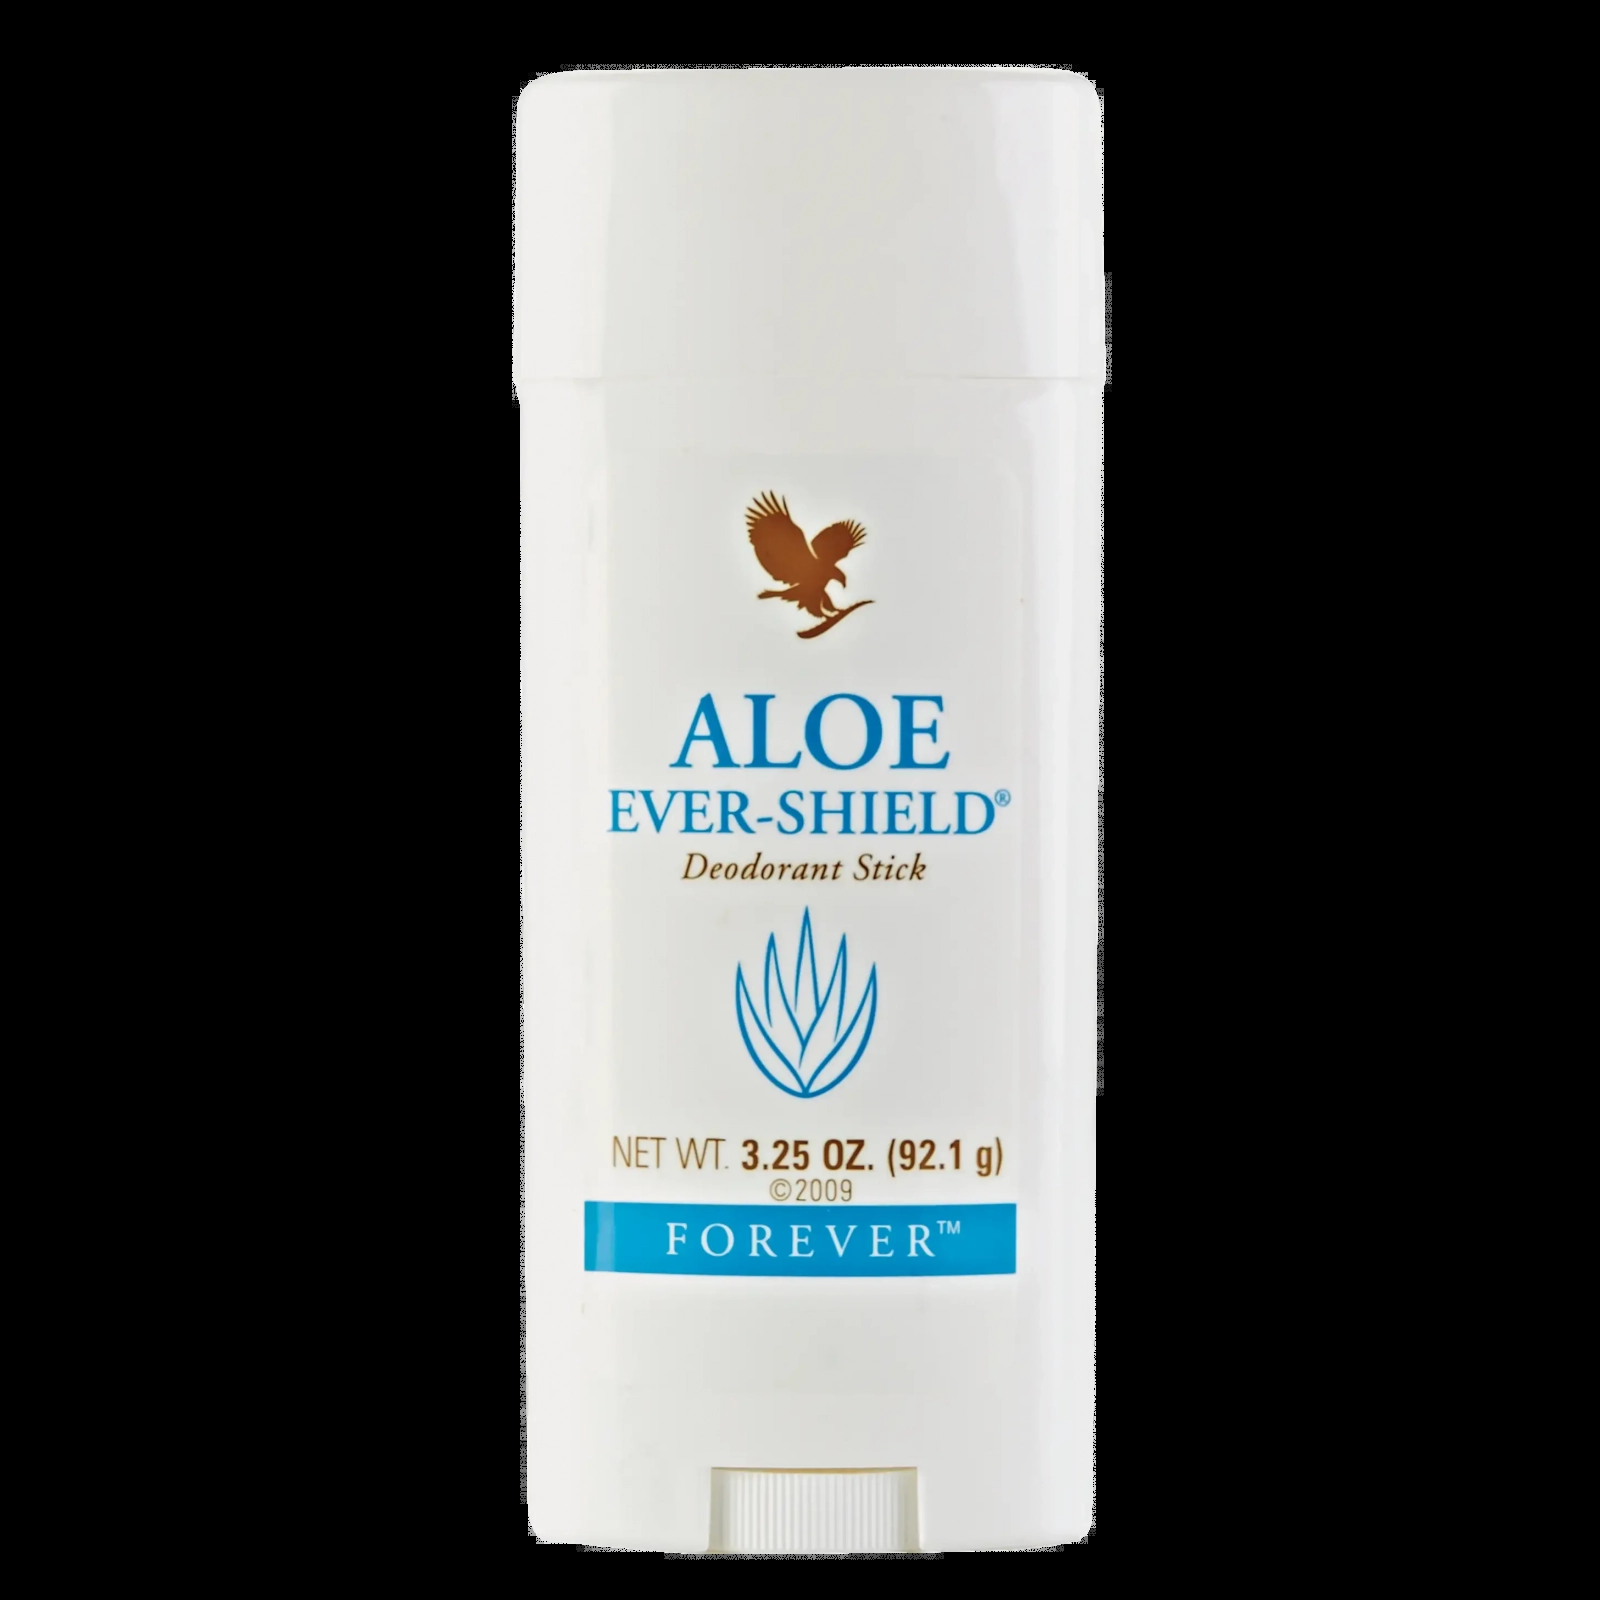 ALOE
EVER-SHIELD®
Deodorant Stick
NET WT. 3.25 OZ. (92.1 g)
©2009
FOREVER™